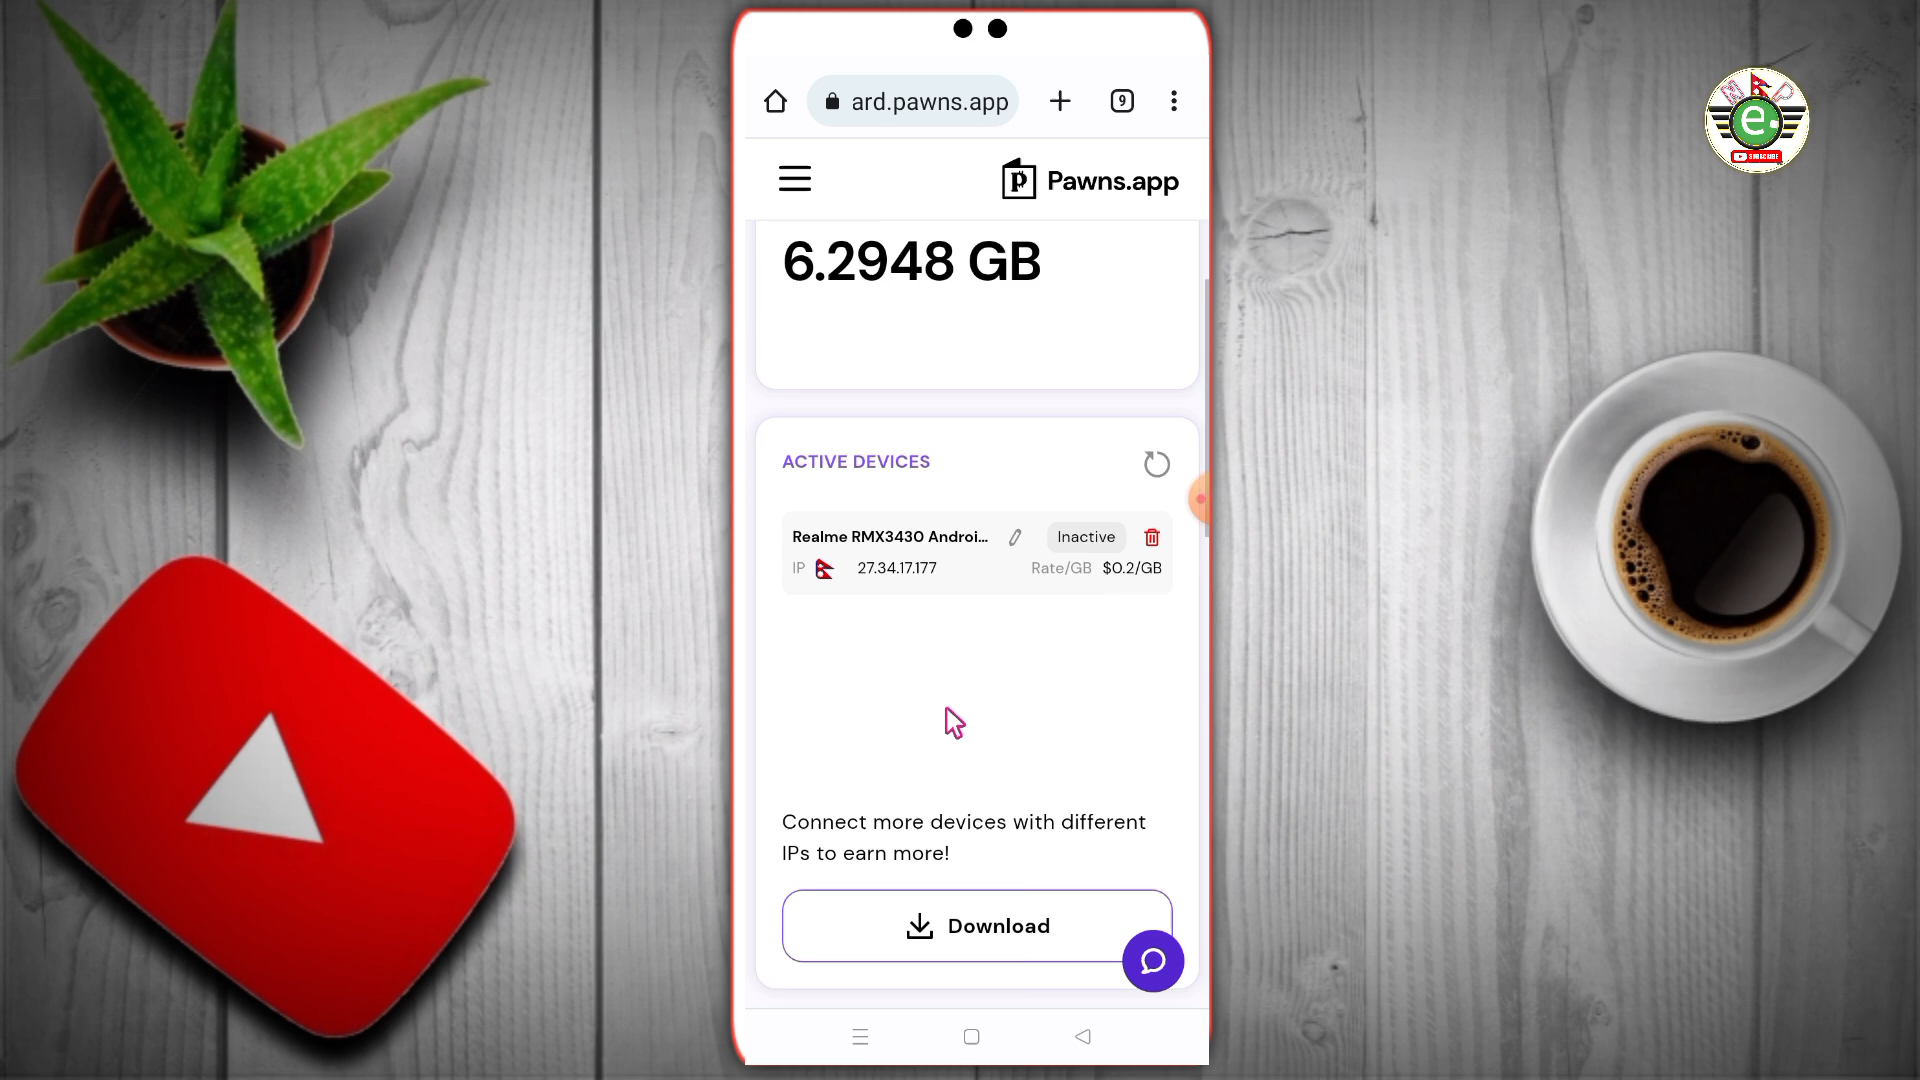 N P
e.
SUBSCRIBE
ard.pawns.app
9
Pawns.app
6.2948 GB
ACTIVE DEVICES
Realme RMX3430 Androi...
Inactive
IP
27.34.17.177
Rate/GB
$0.2/GB
Connect more devices with different
IPs to earn more!
Download